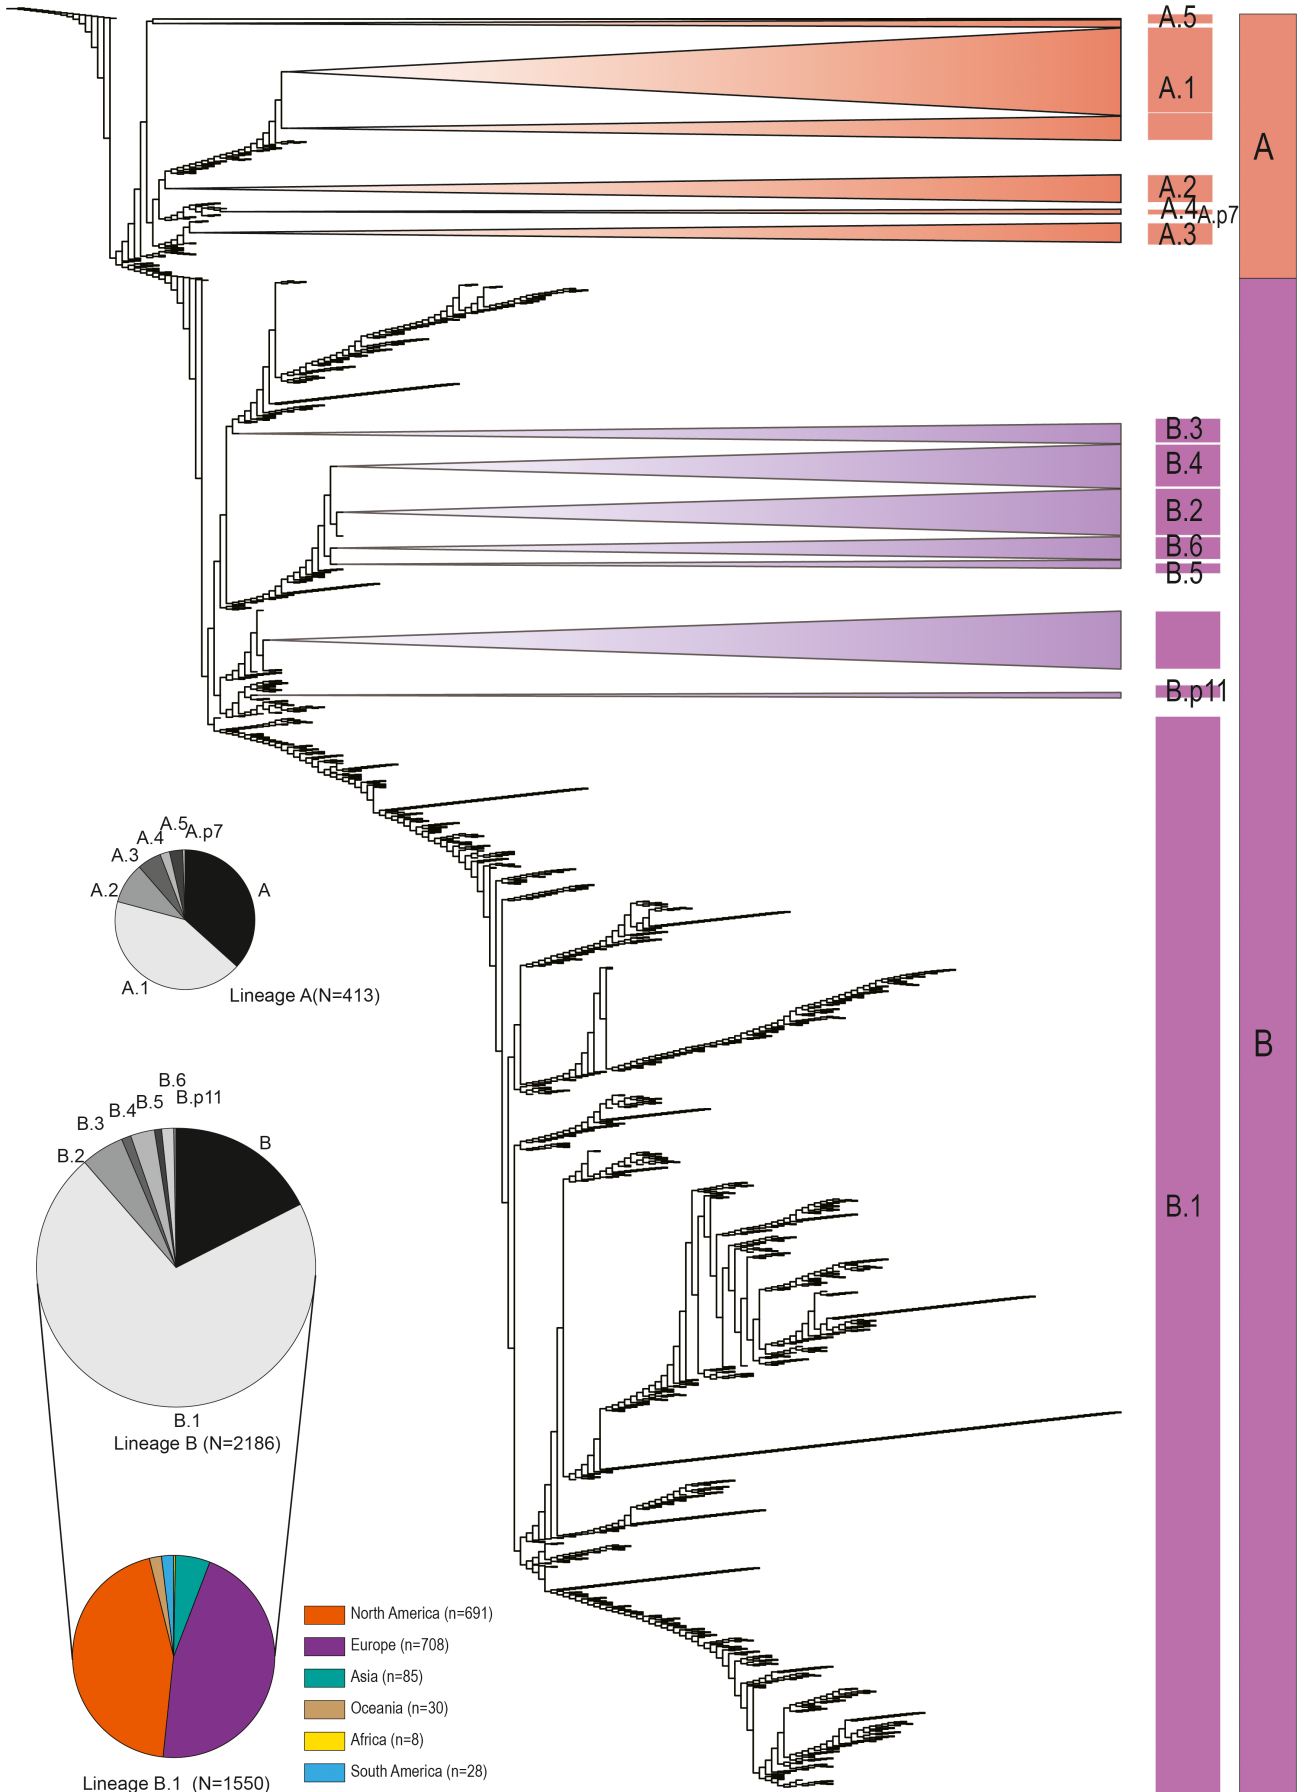 A.5
A.1
A
A.2
A.4
A.p7
A.3
B.3
B.4
B.2
B.6
B.5
B.p11
A.5
A.p7
A.4
A.3
A.2
A
A.1
Lineage A(N=413)
B
B.6
B.p11
B.5
B.4
B.3
B
B.2
B.1
B.1
Lineage B (N=2186)
North America (n=691)
Europe (n=708)
Asia (n=85)
Oceania (n=30)
Africa (n=8)
South America (n=28)
Lineage B.1 (N=1550)